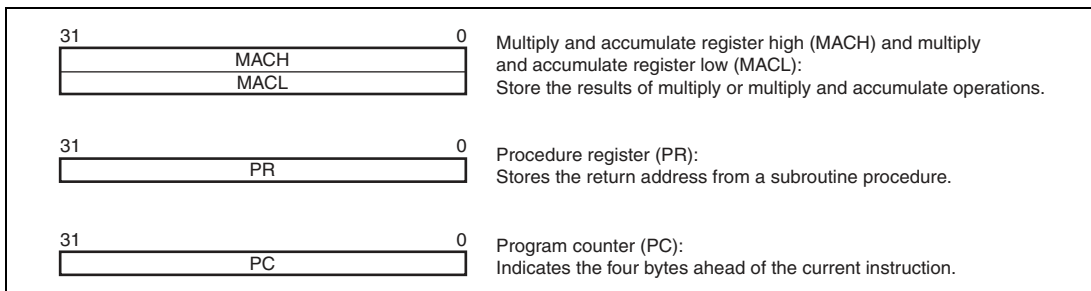 31 0
MACH
MACL
Multiply and accumulate register high (MACH) and multiply
and accumulate register low (MACL):
Store the results of multiply or multiply and accumulate operations.
31 0
PR
Procedure register (PR):
Stores the return address from a subroutine procedure.
31 0
PC
Program counter (PC):
Indicates the four bytes ahead of the current instruction.